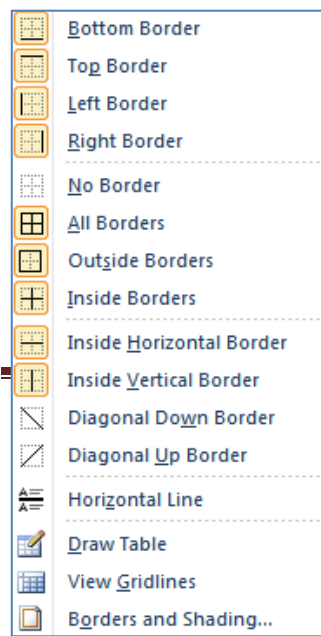 Bottom Border
Top Border
Left Border
Right Border
No Border
All Borders
Outside Borders
Inside Borders
Inside Horizontal Border
Inside Vertical Border
Diagonal Down Border
Diagonal Up Border
Horizontal Line
Draw Table
View Gridlines
Borders and Shading...